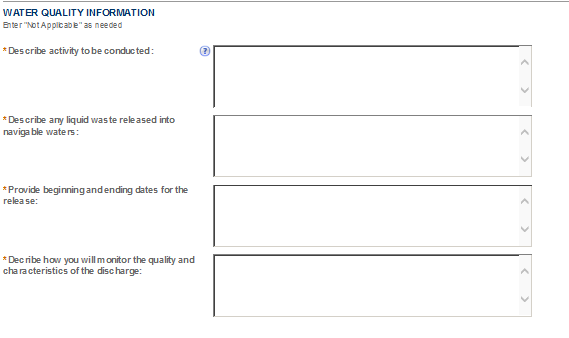 WATER QUALITY INFORMATION
Enter "Not Applicable" as needed
*Describe activity to be conducted:
?
*Describe any liquid waste released into
navigable waters:
*Provide beginning and ending dates for the
release:
*Decribe how you will monitor the quality and
characteristics of the discharge: